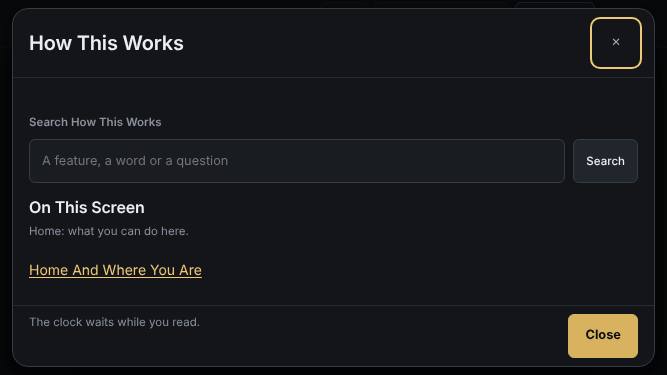 How This Works
×
Search How This Works
A feature, a word or a question
Search
On This Screen
Home: what you can do here.
Home And Where You Are
The clock waits while you read.
Close